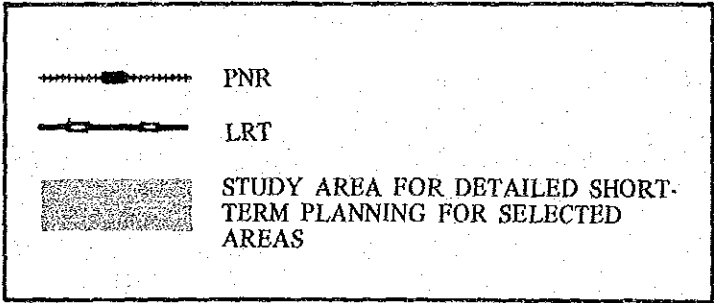 PNR
LRT
STUDY AREA FOR DETAILED SHORT-
TERM PLANNING FOR SELECTED
AREAS